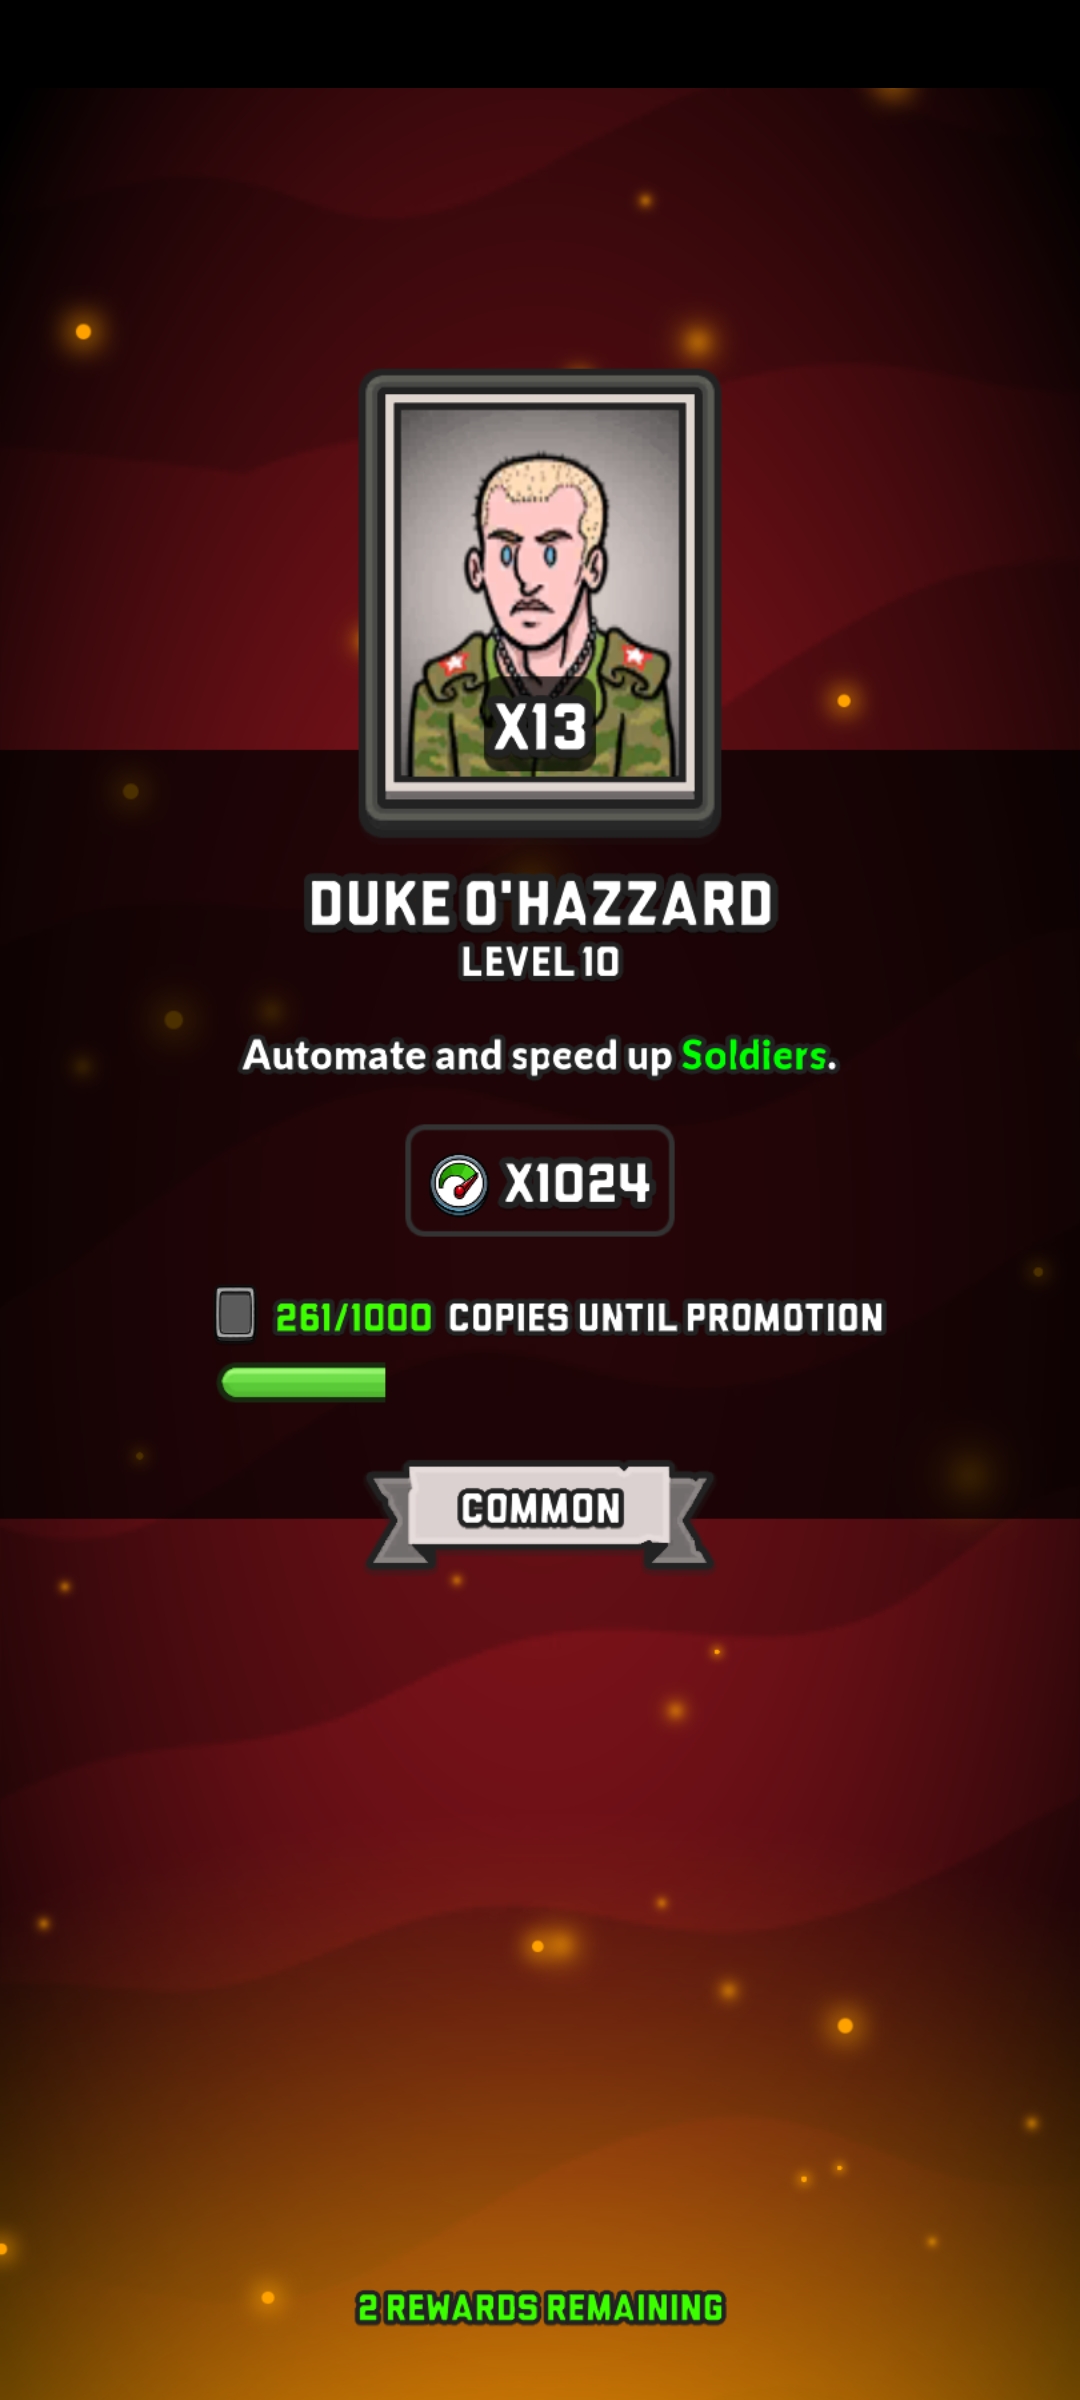 X13
DUKE O'HAZZARD
LEVEL 10
Automate and speed up Soldiers.
X1024
261/1000 COPIES UNTIL PROMOTION
COMMON
2 REWARDS REMAINING